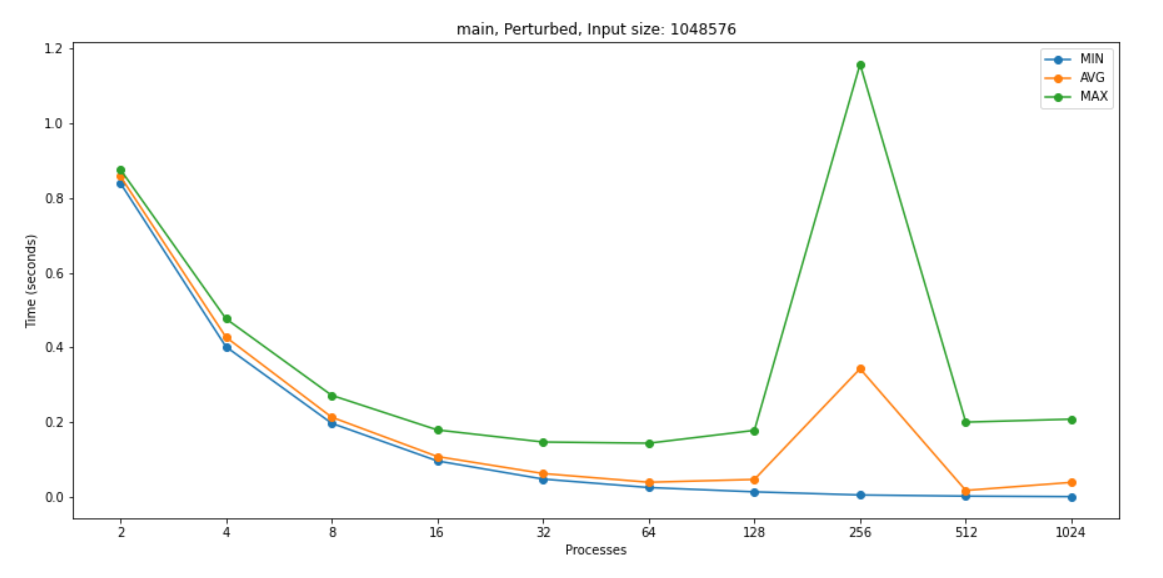 main, Perturbed, Input size: 1048576
MIN
AVG
MAX
Time (seconds)
1.2
1.0
0.8
0.6
0.4
0.2
0.0
2 4 8 16 32 64 128 256 512 1024
Processes